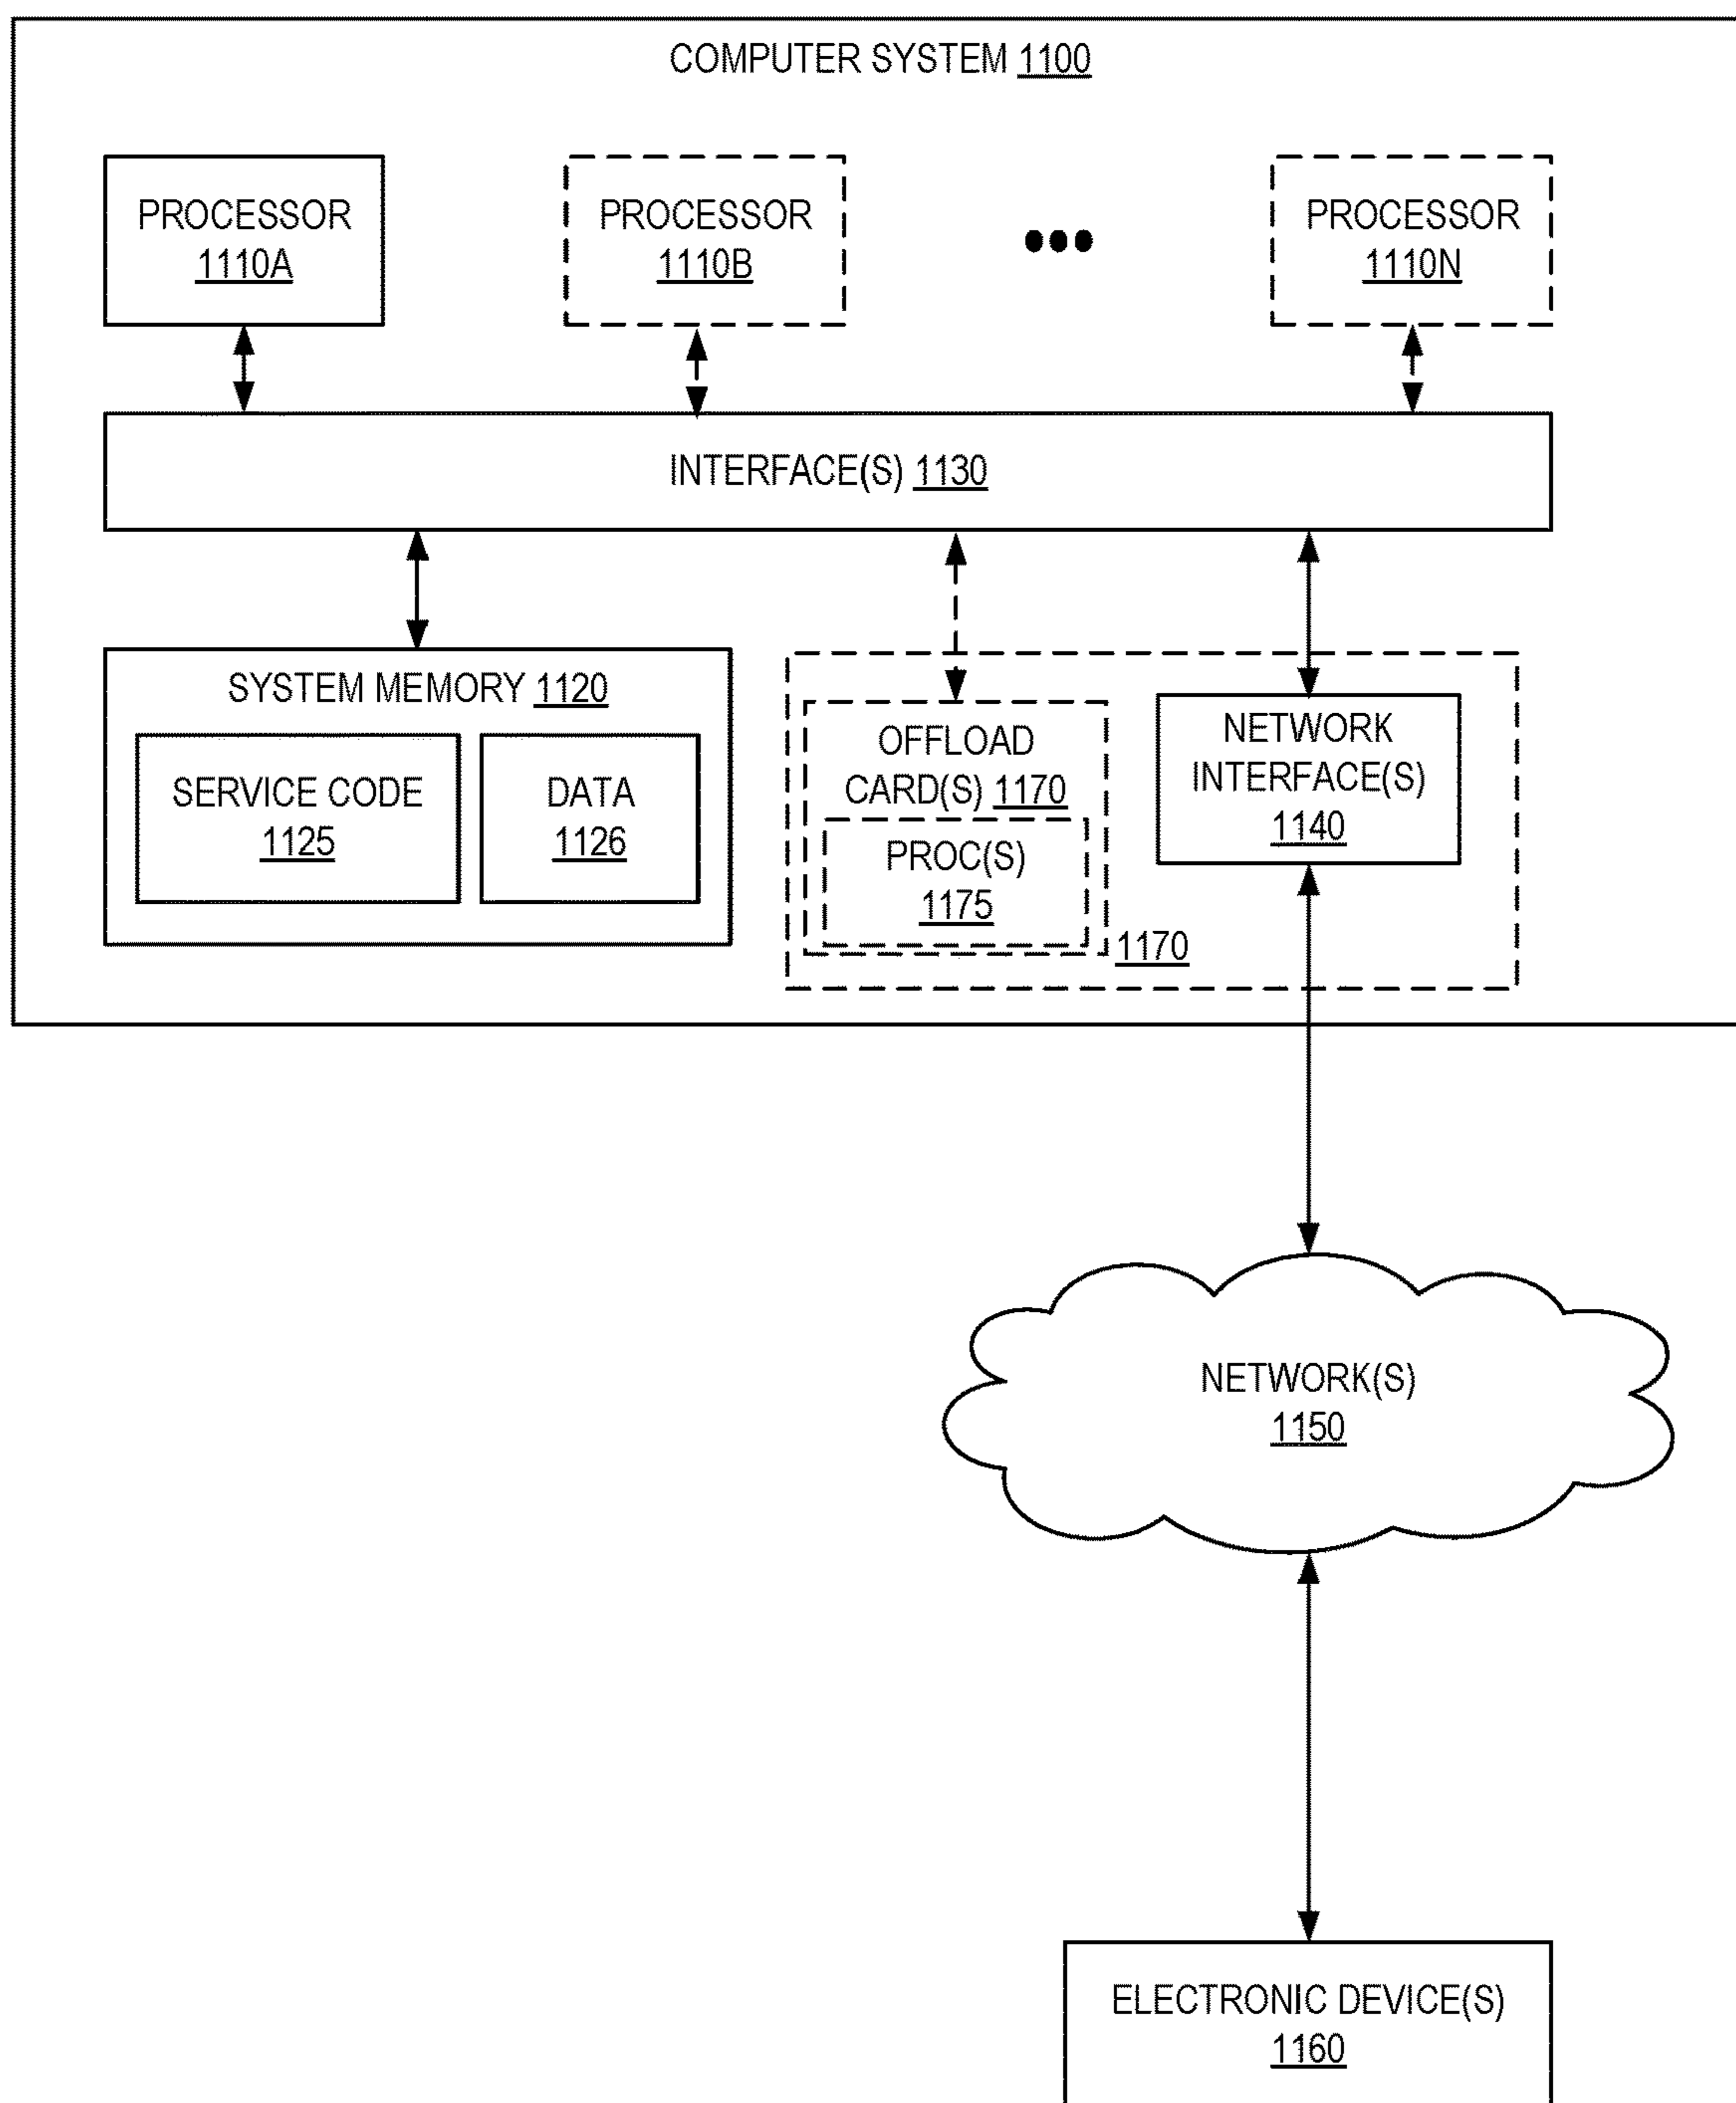 COMPUTER SYSTEM 1100
PROCESSOR
1110A
PROCESSOR
1110B
PROCESSOR
1110N
INTERFACE(S) 1130
SYSTEM MEMORY 1120
SERVICE CODE
1125
DATA
1126
OFFLOAD
CARD(S) 1170
PROC(S)
1175
1170
NETWORK
INTERFACE(S)
1140
NETWORK(S)
1150
ELECTRONIC DEVICE(S)
1160